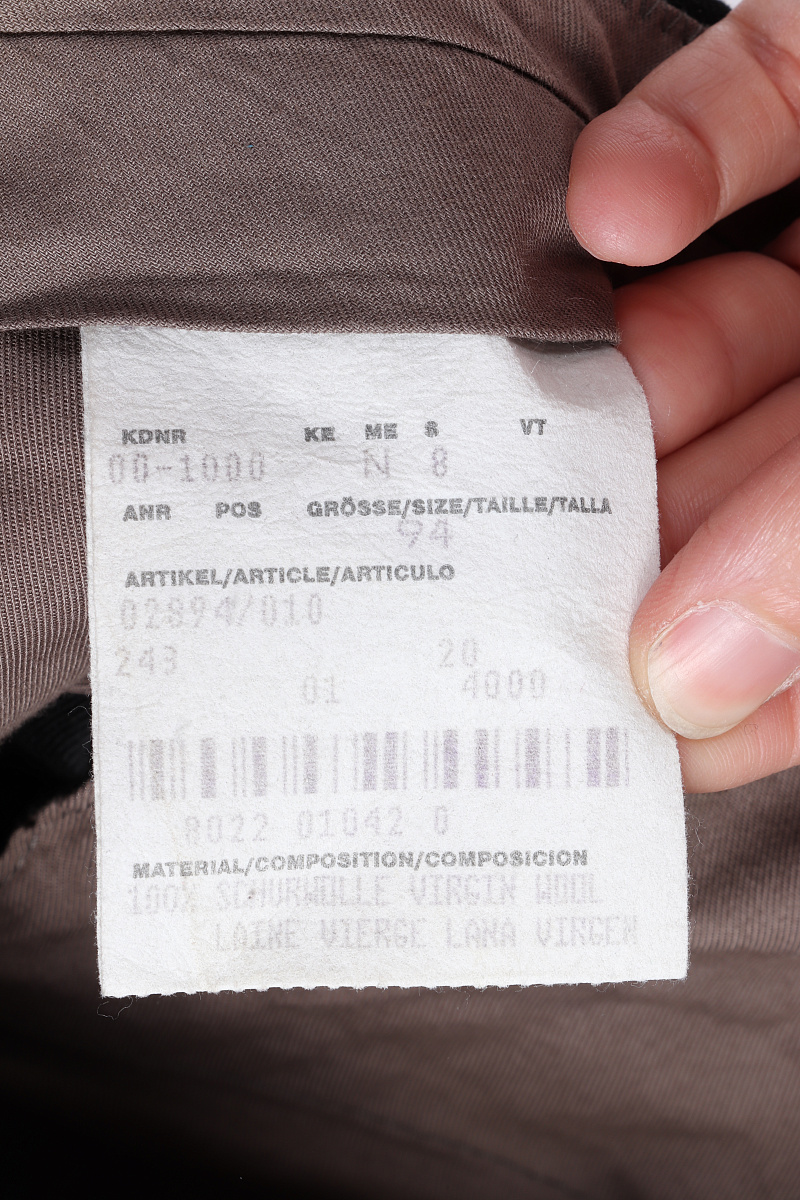 KDNR KE ME S VT
00-1000 N 8
ANR POS GRÖSSE/SIZE/TAILLE/TALLA
94
ARTIKEL/ARTICLE/ARTICULO
02894/010
243 20
01 4000
8022 01042 0
MATERIAL/COMPOSITION/COMPOSICION
100% SCHURWOLLE VIRGIN WOOL
LAINE VIERGE LANA VIRGEN